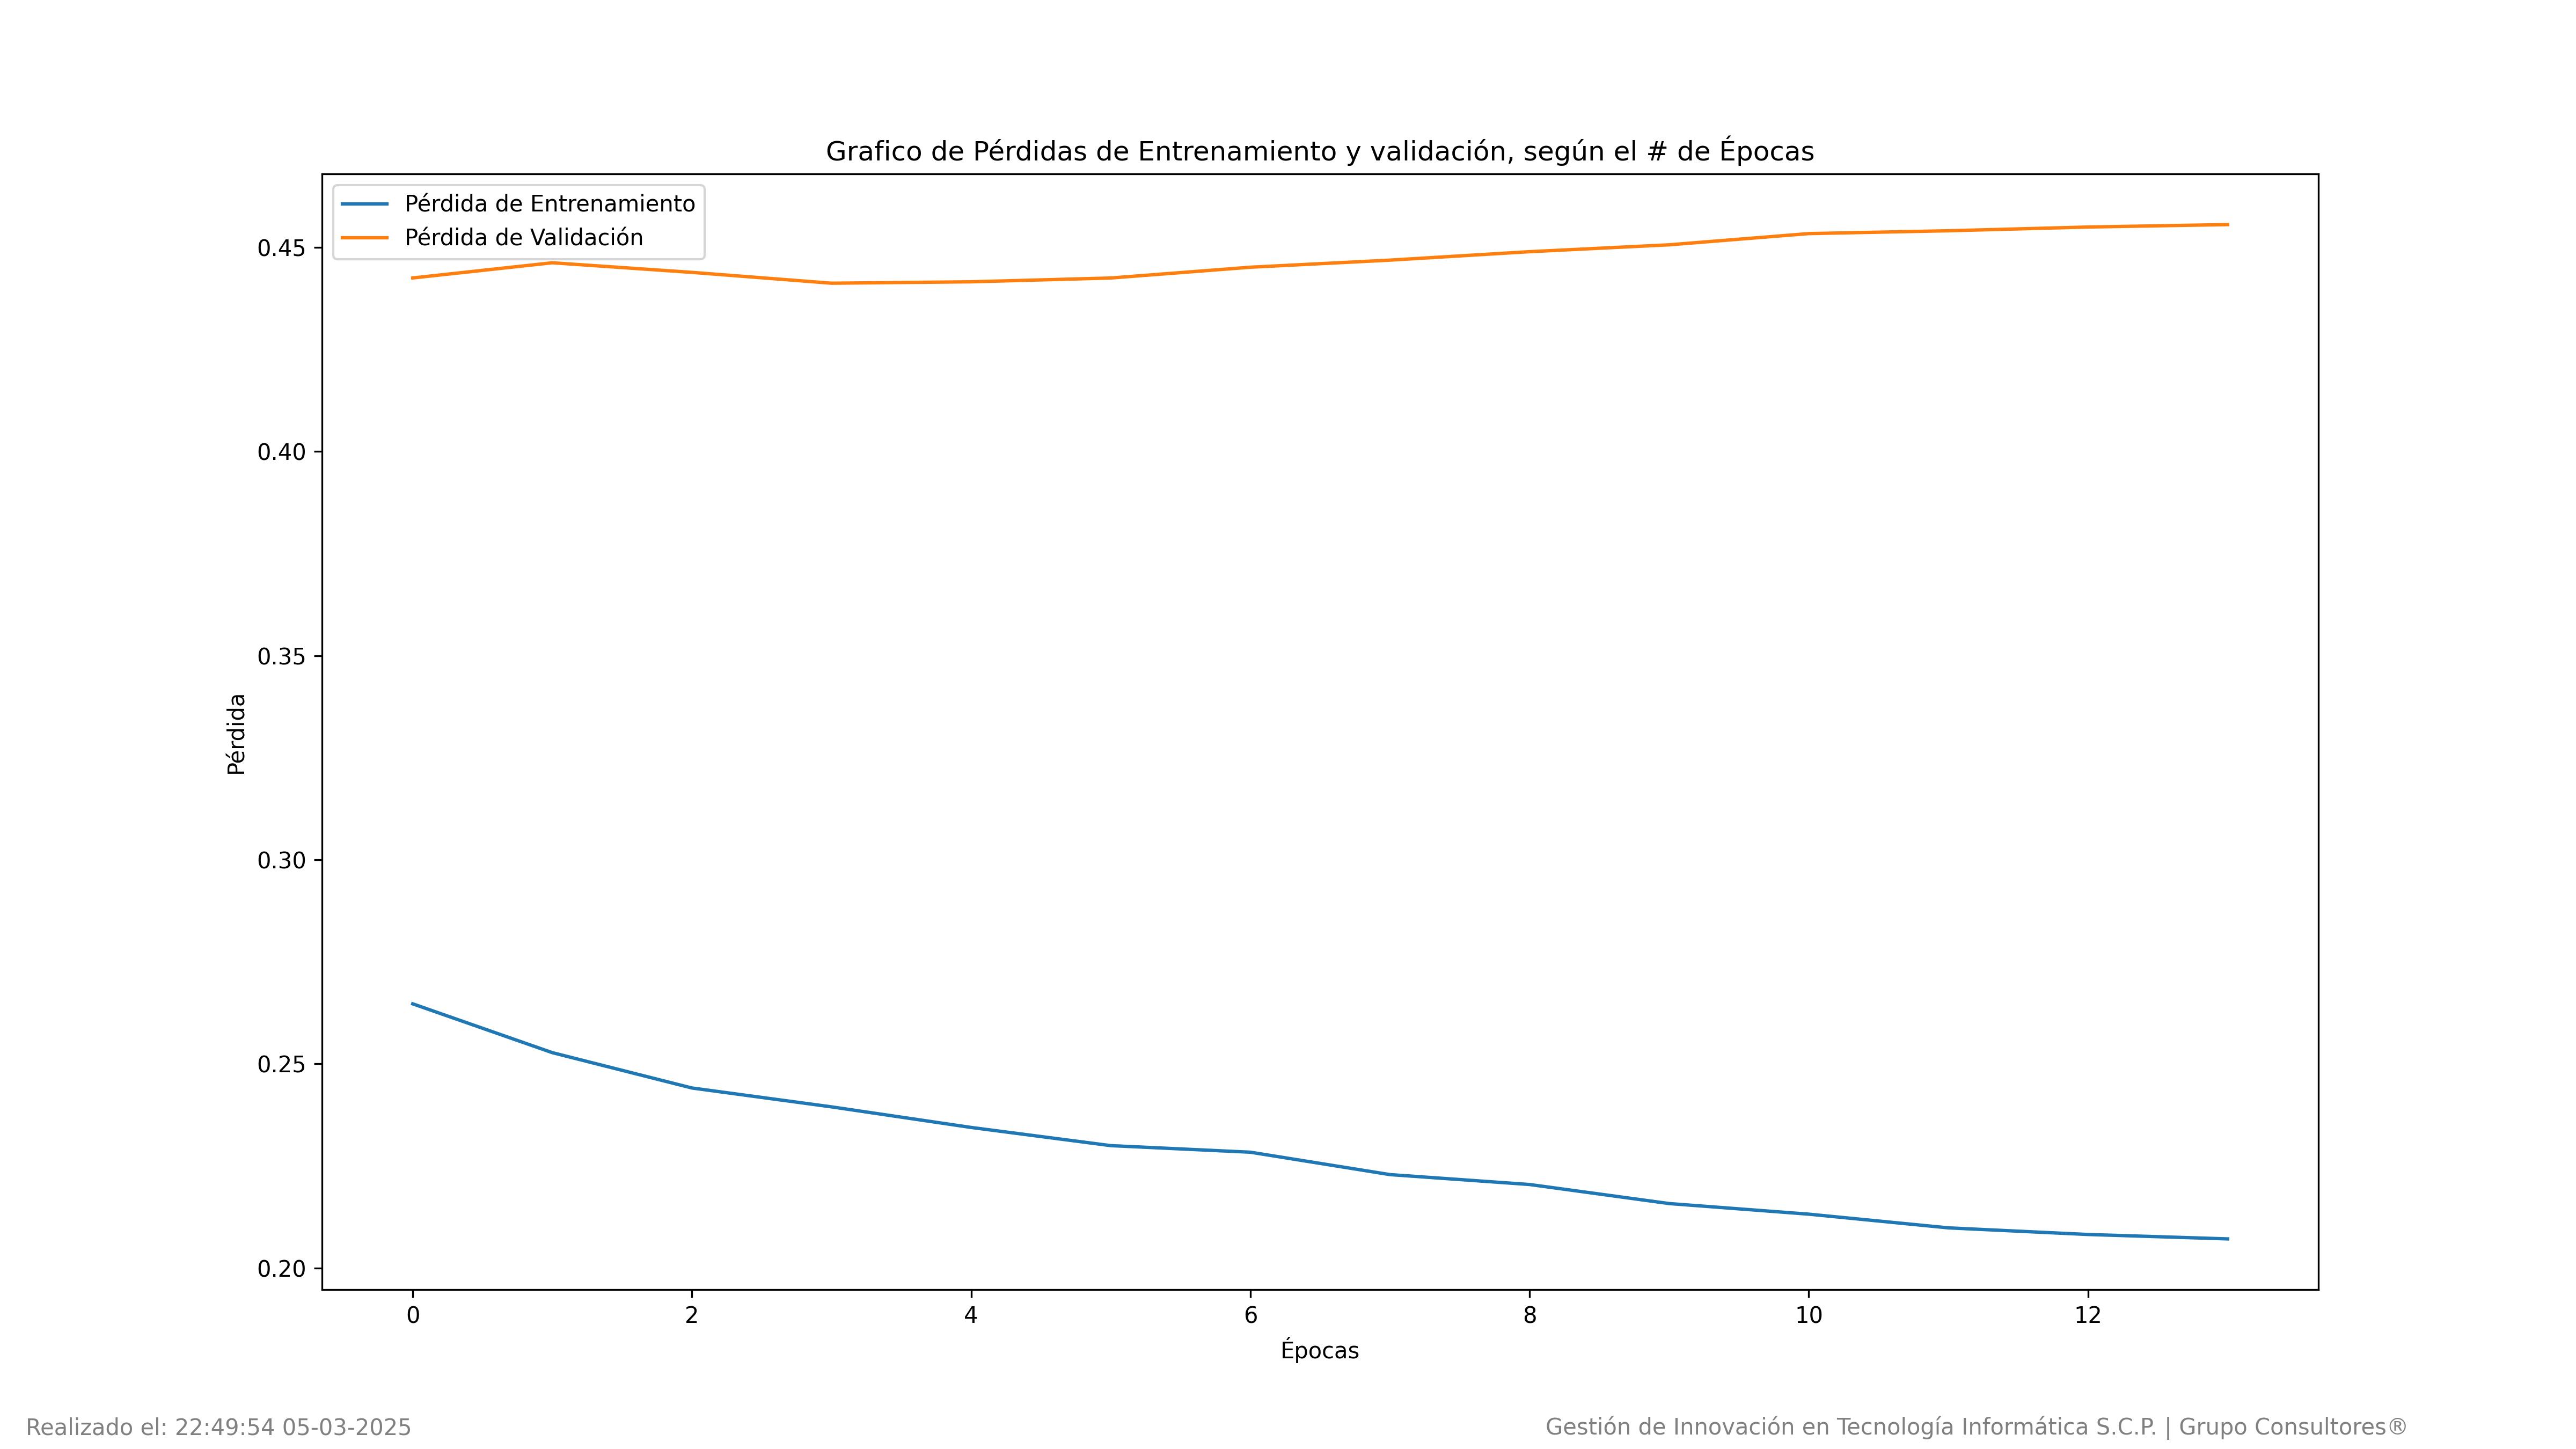 Grafico de Pérdidas de Entrenamiento y validación, según el # de Épocas
Pérdida de Entrenamiento
Pérdida de Validación
0.45
0.40
0.35
0.30
0.25
0.20
Pérdida
0 2 4 6 8 10 12
Épocas
Realizado el: 22:49:54 05-03-2025
Gestión de Innovación en Tecnología Informática S.C.P. | Grupo Consultores®